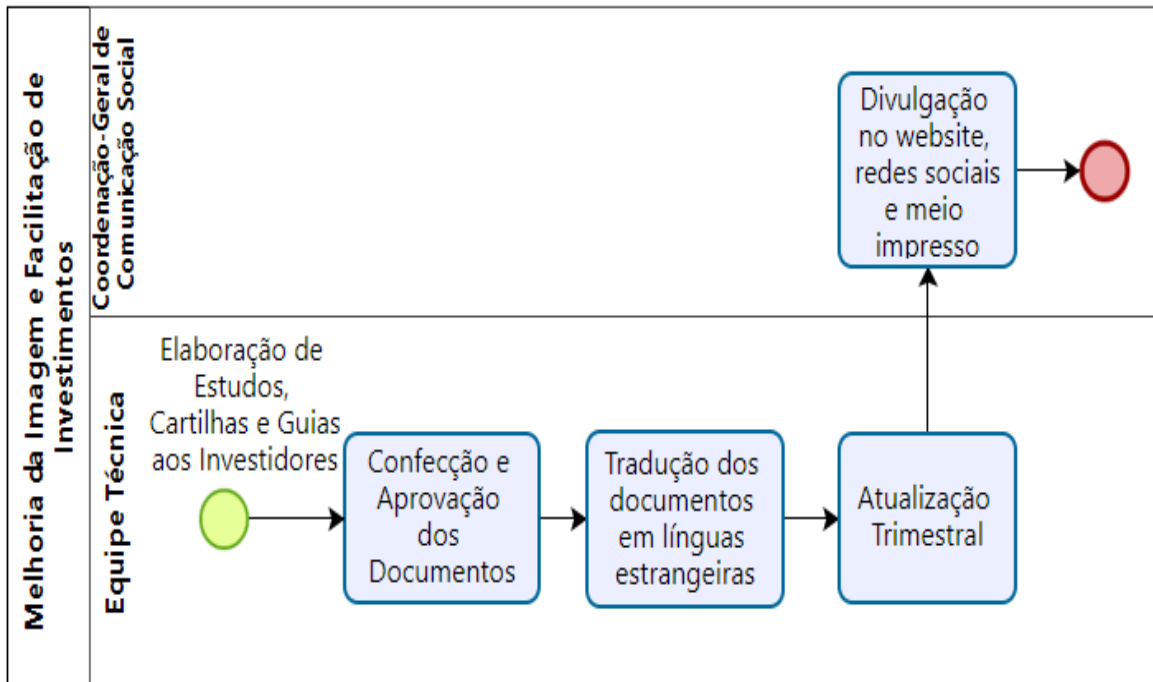 Melhoria da Imagem e Facilitação de
Investimentos
Coordenação-Geral de
Comunicação Social
Divulgação
no website,
redes sociais
e meio
impresso
Equipe Técnica
Elaboração de
Estudos,
Cartilhas e Guias
aos Investidores
Confecção e
Aprovação
dos
Documentos
Tradução dos
documentos
em línguas
estrangeiras
Atualização
Trimestral